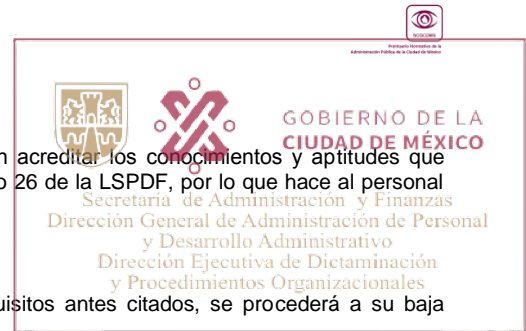 Prontuario Normativo de la
Administración Pública de la Ciudad de México
GOBIERNO DE LA
CIUDAD DE MÉXICO
acreditar los conocimientos y aptitudes que
o 26 de la LSPDF, por lo que hace al personal
Secretaría de Administración y Finanzas
Dirección General de Administración de Personal
y Desarrollo Administrativo
Dirección Ejecutiva de Dictaminación
y Procedimientos Organizacionales
uisitos antes citados, se procederá a su baja